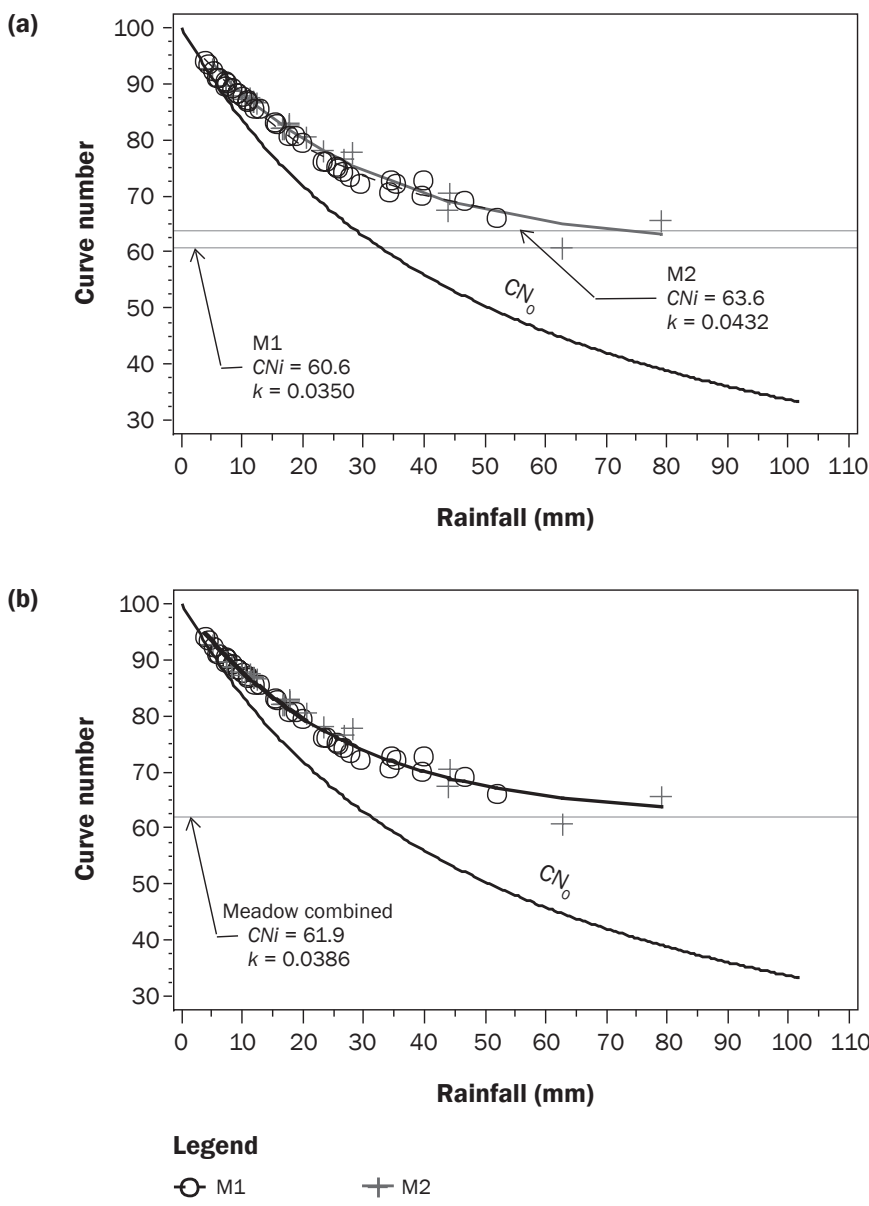 (a)
100
90
80
70
60
50
40
30
Curve number
CNo
M2
CNi = 63.6
k = 0.0432
M1
CNi = 60.6
k = 0.0350
0 10 20 30 40 50 60 70 80 90 100 110
Rainfall (mm)
(b)
100
90
80
70
60
50
40
30
Curve number
CNo
Meadow combined
CNi = 61.9
k = 0.0386
0 10 20 30 40 50 60 70 80 90 100 110
Rainfall (mm)
Legend
M1 M2